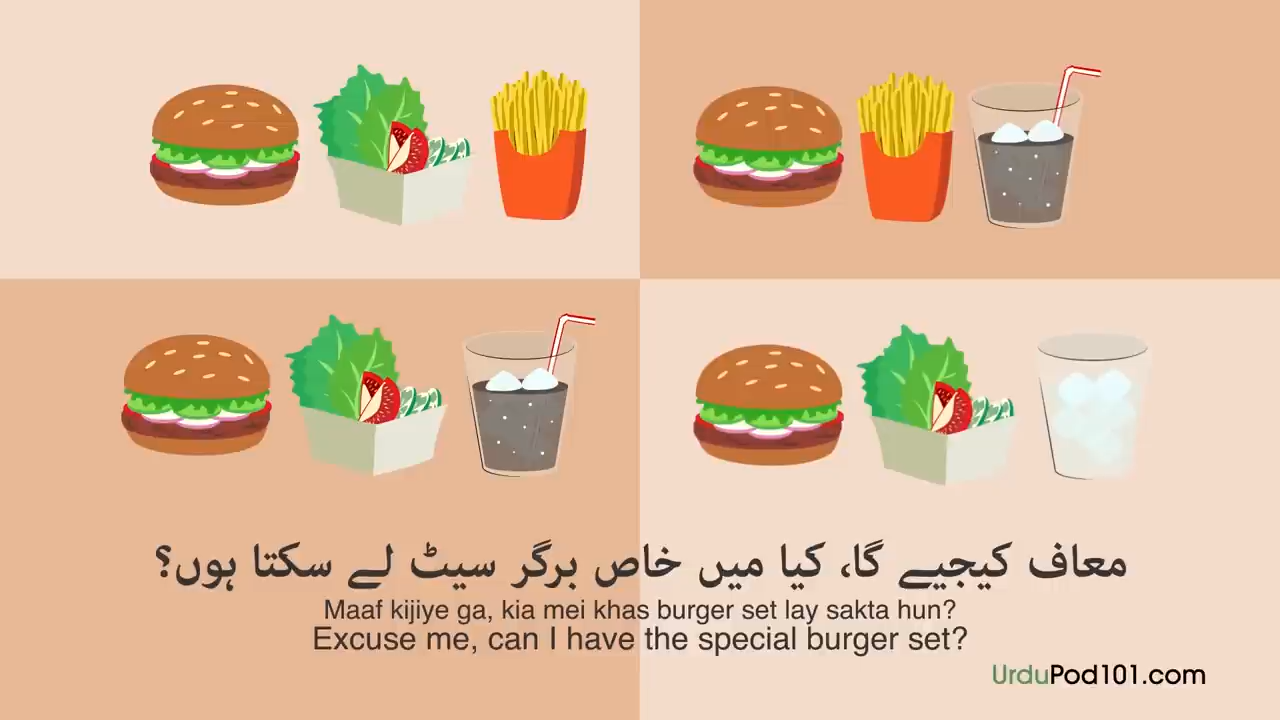 معاف کیجیے گا، کیا میں خاص برگر سیٹ لے سکتا ہوں؟
Maaf kijiye ga, kia mei khas burger set lay sakta hun?
Excuse me, can I have the special burger set?
UrduPod101.com